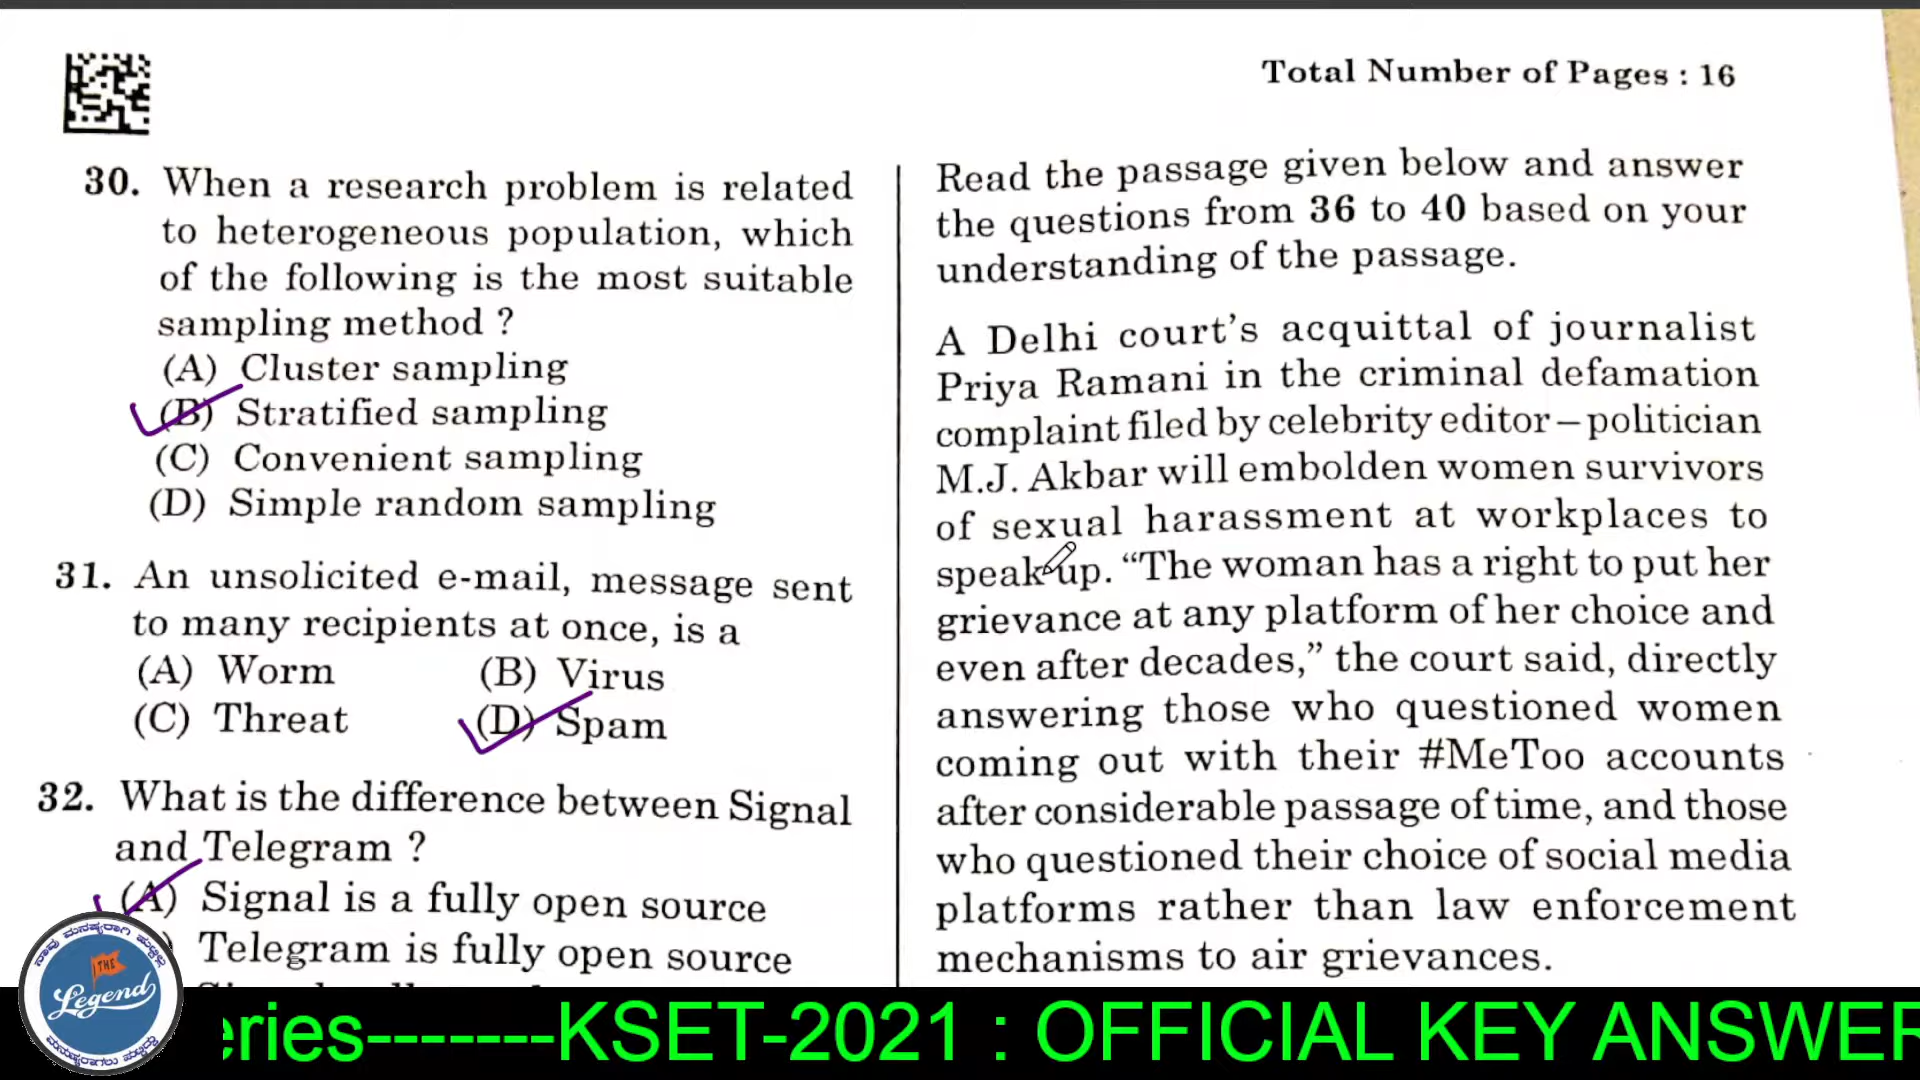 Total Number of Pages : 16
30. When a research problem is related
to heterogeneous population, which
of the following is the most suitable
sampling method ?
(A) Cluster sampling
(B) Stratified sampling
(C) Convenient sampling
(D) Simple random sampling
31. An unsolicited e-mail, message sent
to many recipients at once, is a
(A) Worm (B) Virus
(C) Threat (D) Spam
32. What is the difference between Signal
and Telegram ?
(A) Signal is a fully open source
Telegram is fully open source
Read the passage given below and answer
the questions from 36 to 40 based on your
understanding of the passage.
A Delhi court's acquittal of journalist
Priya Ramani in the criminal defamation
complaint filed by celebrity editor – politician
M.J. Akbar will embolden women survivors
of sexual harassment at workplaces to
speak up. “The woman has a right to put her
grievance at any platform of her choice and
even after decades,” the court said, directly
answering those who questioned women
coming out with their #MeToo accounts
after considerable passage of time, and those
who questioned their choice of social media
platforms rather than law enforcement
mechanisms to air grievances.
THE
Legend
eries-------KSET-2021 : OFFICIAL KEY ANSWER